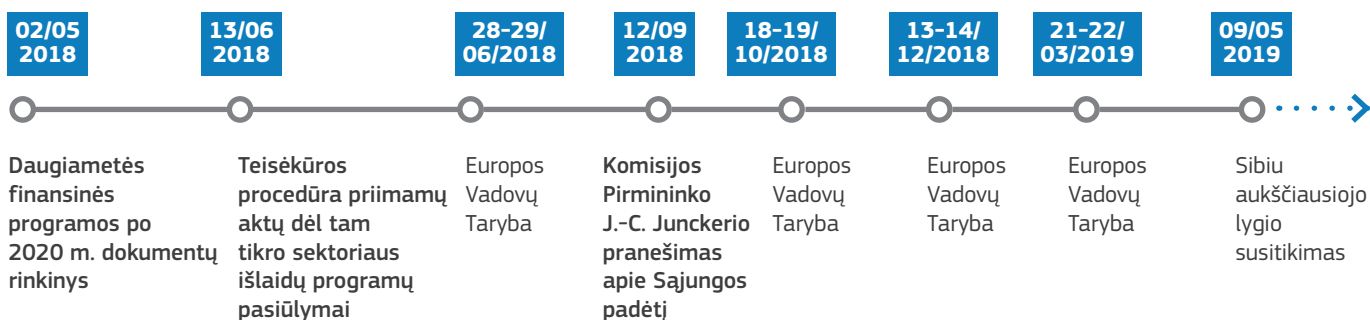 02/05
2018
13/06
2018
28-29/
06/2018
12/09
2018
18-19/
10/2018
13-14/
12/2018
21-22/
03/2019
09/05
2019
Daugiametės
finansinės
programos po
2020 m. dokumentų
rinkinys
Teisėkūros
procedūra priimamų
aktų dėl tam
tikro sektoriaus
išlaidų programų
pasiūlymai
Europos
Vadovų
Taryba
Komisijos
Pirmininko
J.-C. Junckerio
pranešimas
apie Sąjungos
padėtį
Europos
Vadovų
Taryba
Europos
Vadovų
Taryba
Europos
Vadovų
Taryba
Sibiu
aukščiausiojo
lygio
susitikimas